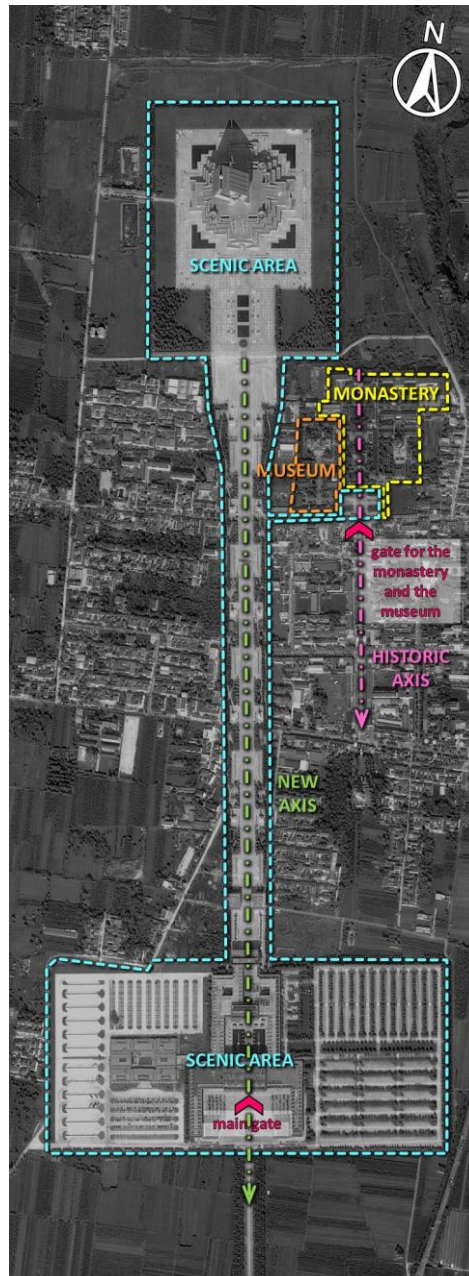 N
SCENIC AREA
MONASTERY
MUSEUM
gate for the
monastery
and the
museum
HISTORIC
AXIS
NEW
AXIS
SCENIC AREA
main gate